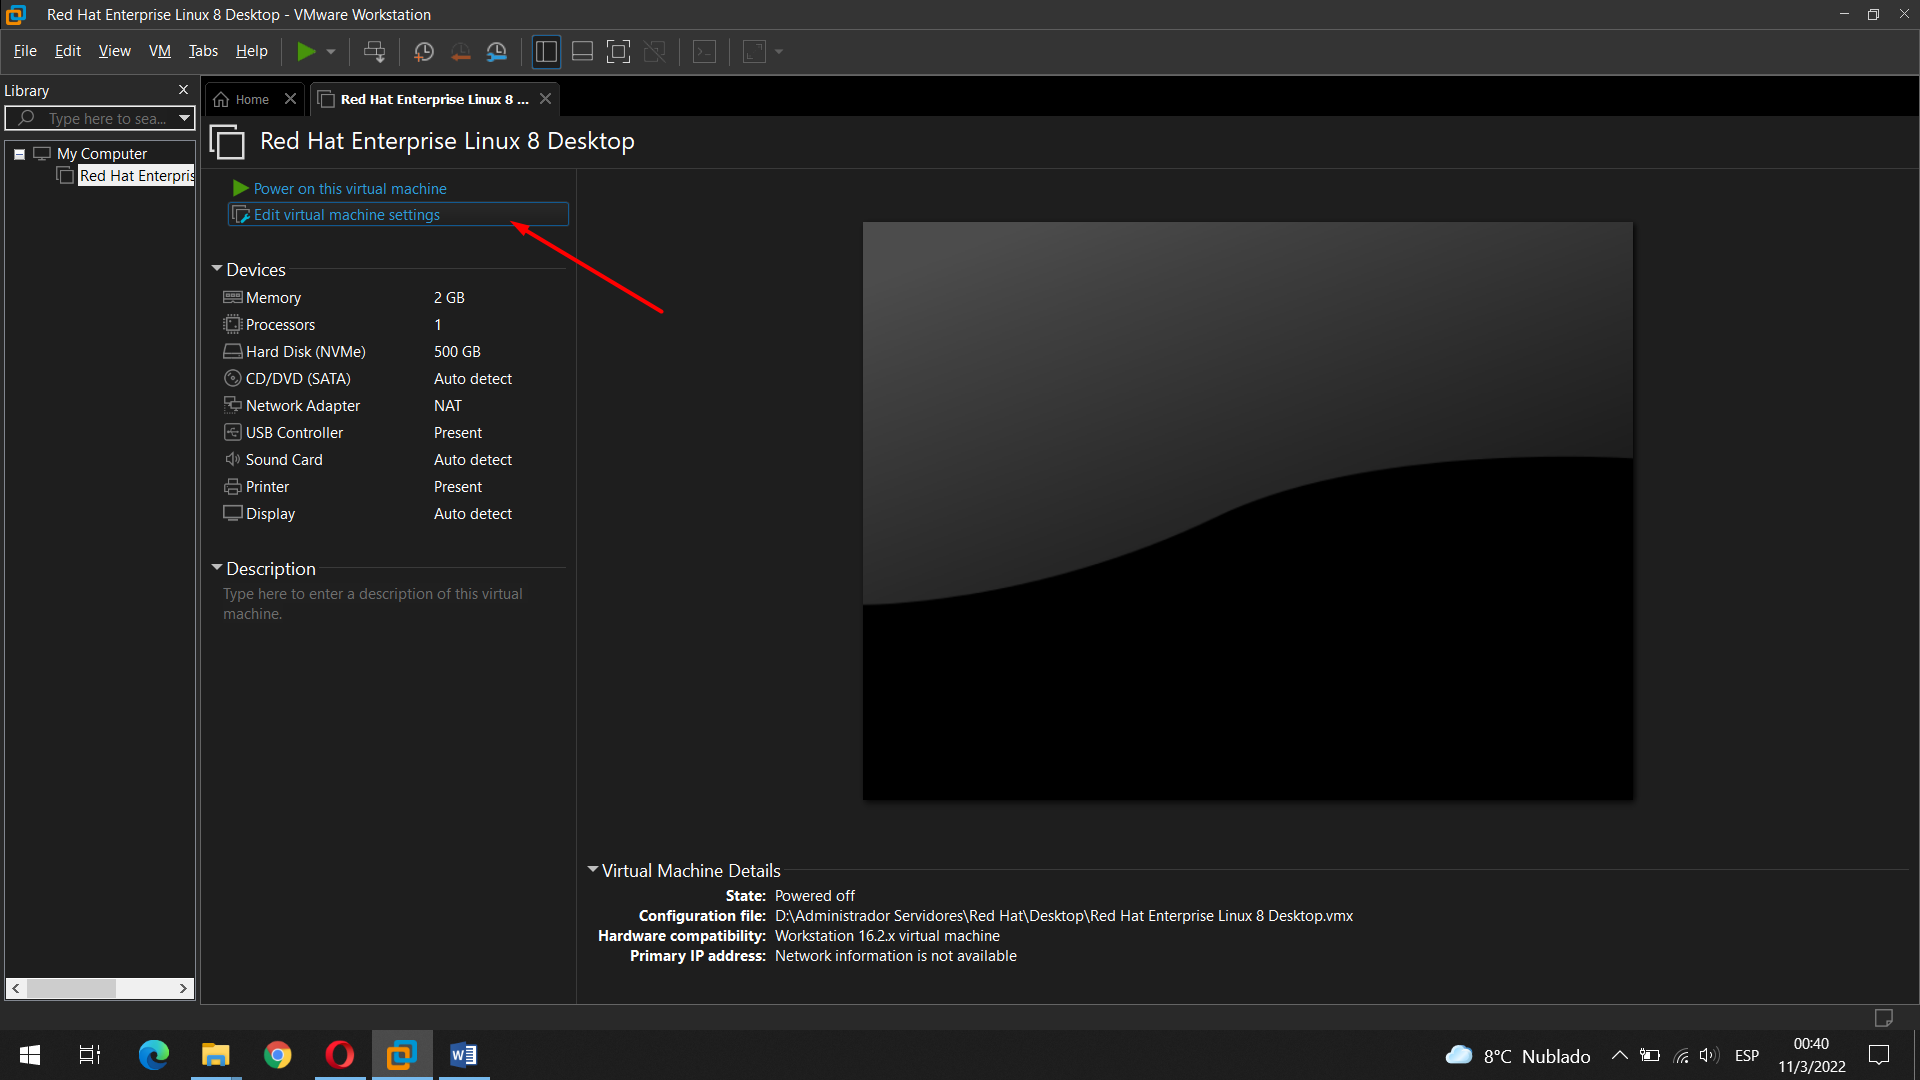 Red Hat Enterprise Linux 8 Desktop - VMware Workstation
File Edit View VM Tabs Help
Library
Type here to sea...
Home
Red Hat Enterprise Linux 8 ...
Red Hat Enterprise Linux 8 Desktop
My Computer
Red Hat Enterpris
Power on this virtual machine
Edit virtual machine settings
Devices
Memory 2 GB
Processors 1
Hard Disk (NVMe) 500 GB
CD/DVD (SATA) Auto detect
Network Adapter NAT
USB Controller Present
Sound Card Auto detect
Printer Present
Display Auto detect
Description
Type here to enter a description of this virtual
machine.
Virtual Machine Details
State: Powered off
Configuration file: D:\Administrador Servidores\Red Hat\Desktop\Red Hat Enterprise Linux 8 Desktop.vmx
Hardware compatibility: Workstation 16.2.x virtual machine
Primary IP address: Network information is not available
8°C Nublado
ESP
00:40
11/3/2022